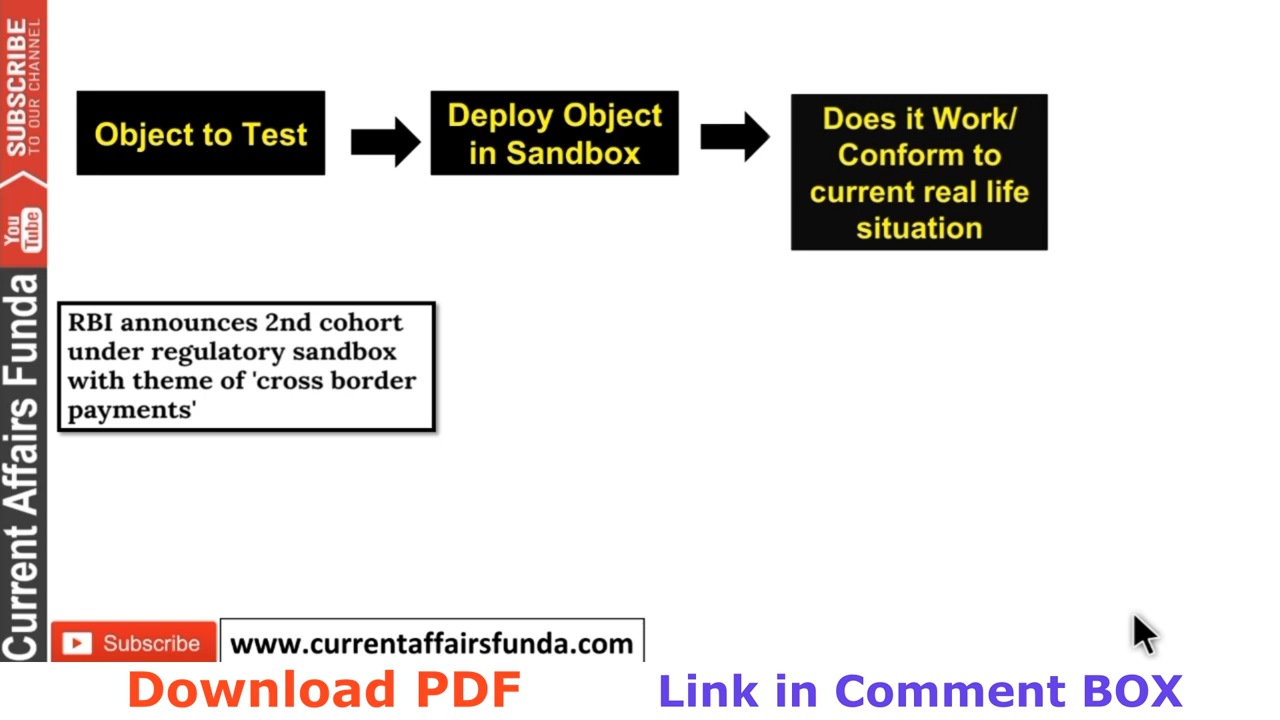 SUBSCRIBE
TO OUR CHANNEL
You
Tube
Current Affairs Funda
Object to Test
Deploy Object
in Sandbox
Does it Work/
Conform to
current real life
situation
RBI announces 2nd cohort
under regulatory sandbox
with theme of 'cross border
payments'
Subscribe
www.currentaffairsfunda.com
Download PDF
Link in Comment BOX